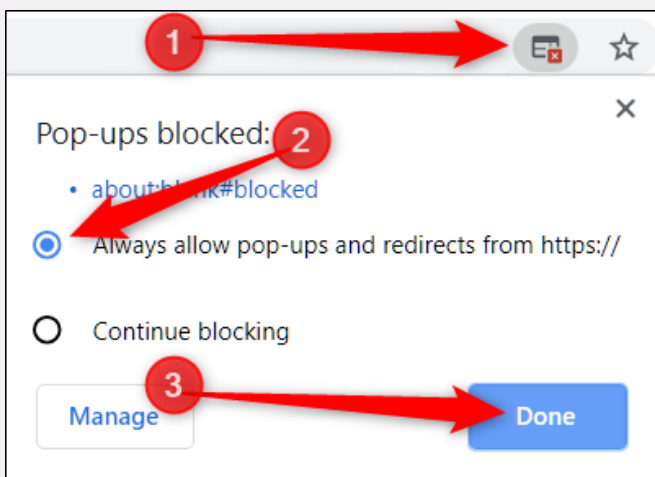 1
Pop-ups blocked:
2
• about:blank#blocked
Always allow pop-ups and redirects from https://
Continue blocking
3
Manage
Done